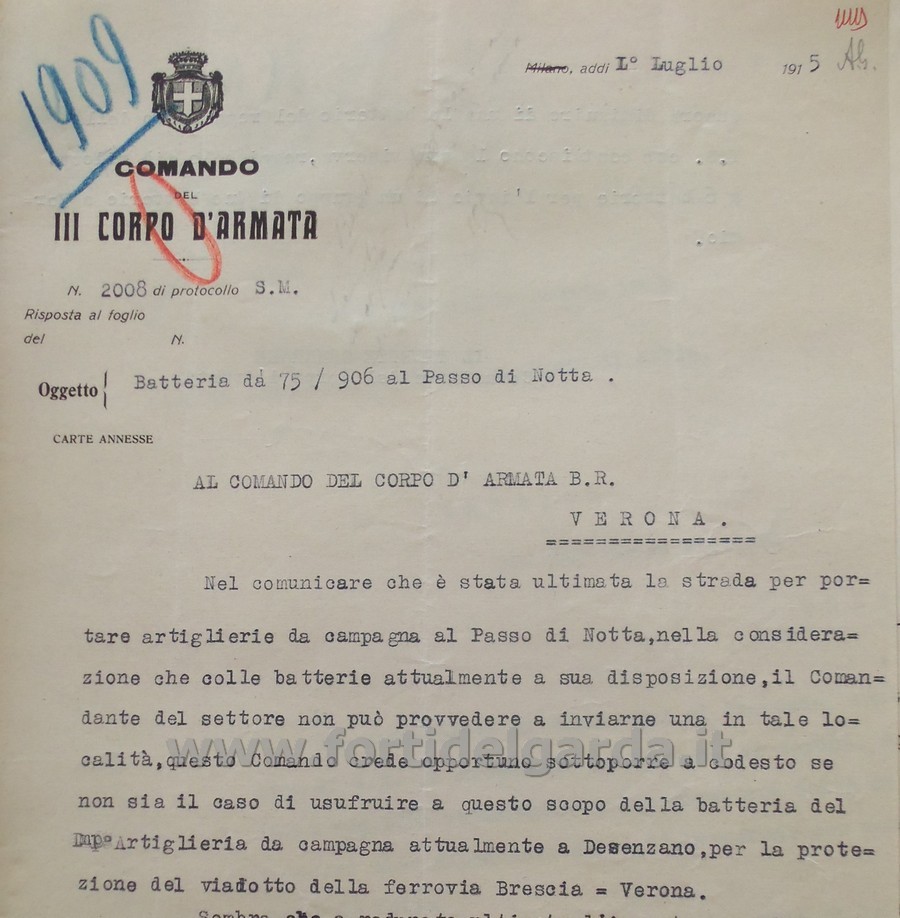 1909
Milano, addi 1° Luglio 1915 Ab.
COMANDO
DEL
III CORPO D'ARMATA
N. 2008 di protocollo S.M.
Risposta al foglio
del N.
Oggetto { Batteria da 75 / 906 al Passo di Notta .
CARTE ANNESSE
AL COMANDO DEL CORPO D' ARMATA B.R.
V E R O N A .
=================
Nel comunicare che è stata ultimata la strada per por=
tare artiglierie da campagna al Passo di Notta,nella considera=
zione che colle batterie attualmente a sua disposizione,il Coman=
dante del settore non può provvedere a inviarne una in tale lo=
calità,questo Comando crede opportuno sottoporre a codesto se
www.fortidelgarda.it
non sia il caso di usufruire a questo scopo della batteria del
Artiglieria da campagna attualmente a Desenzano,per la prote=
zione del viadotto della ferrovia Brescia = Verona.
Sembra che a